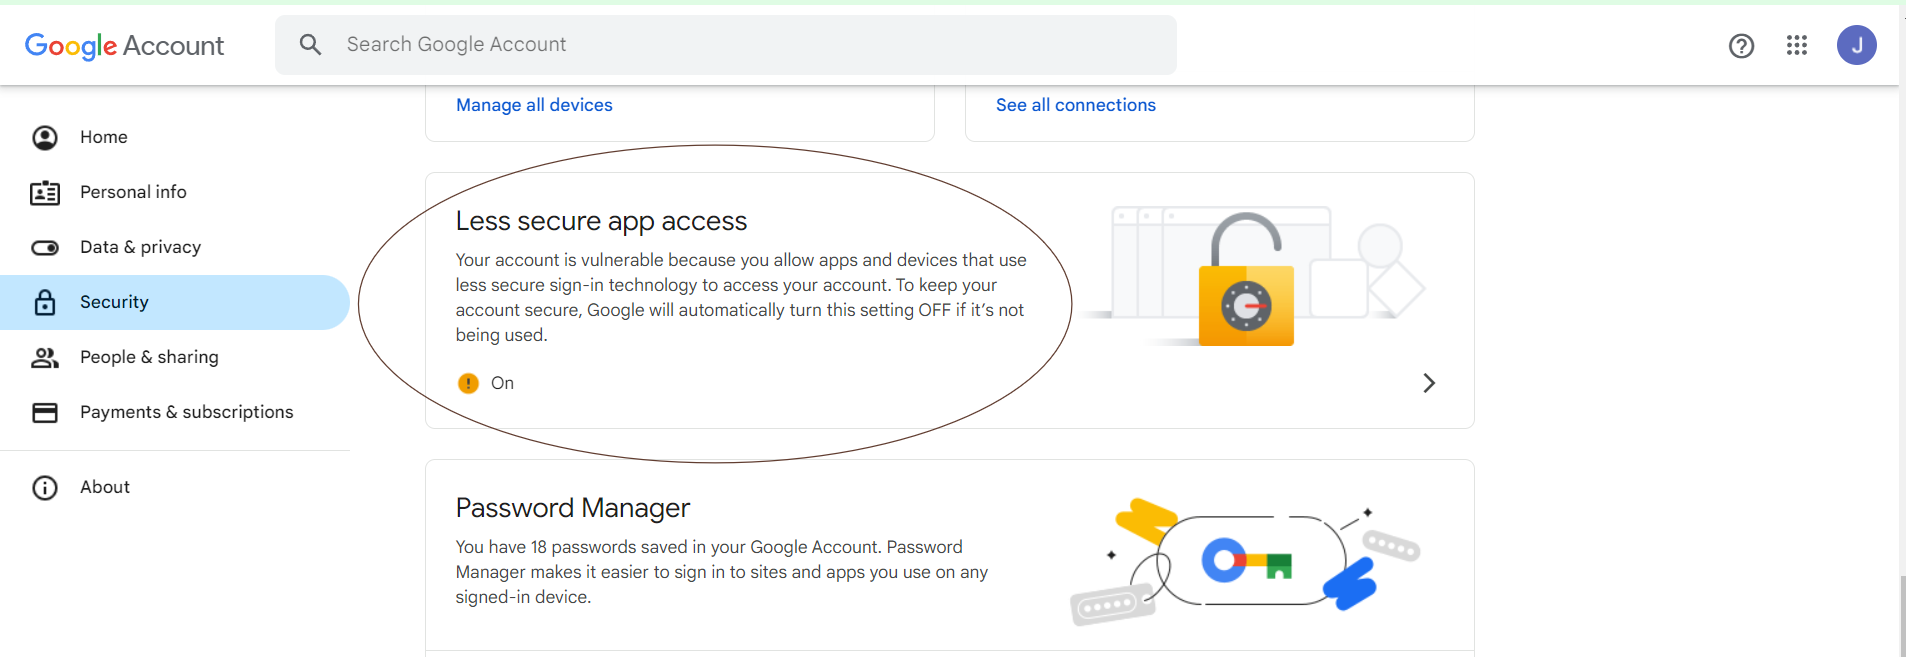 Google Account
Search Google Account
J
Manage all devices
See all connections
Home
Personal info
Data & privacy
Security
People & sharing
Payments & subscriptions
About
Less secure app access
Your account is vulnerable because you allow apps and devices that use
less secure sign-in technology to access your account. To keep your
account secure, Google will automatically turn this setting OFF if it’s not
being used.
On
Password Manager
You have 18 passwords saved in your Google Account. Password
Manager makes it easier to sign in to sites and apps you use on any
signed-in device.